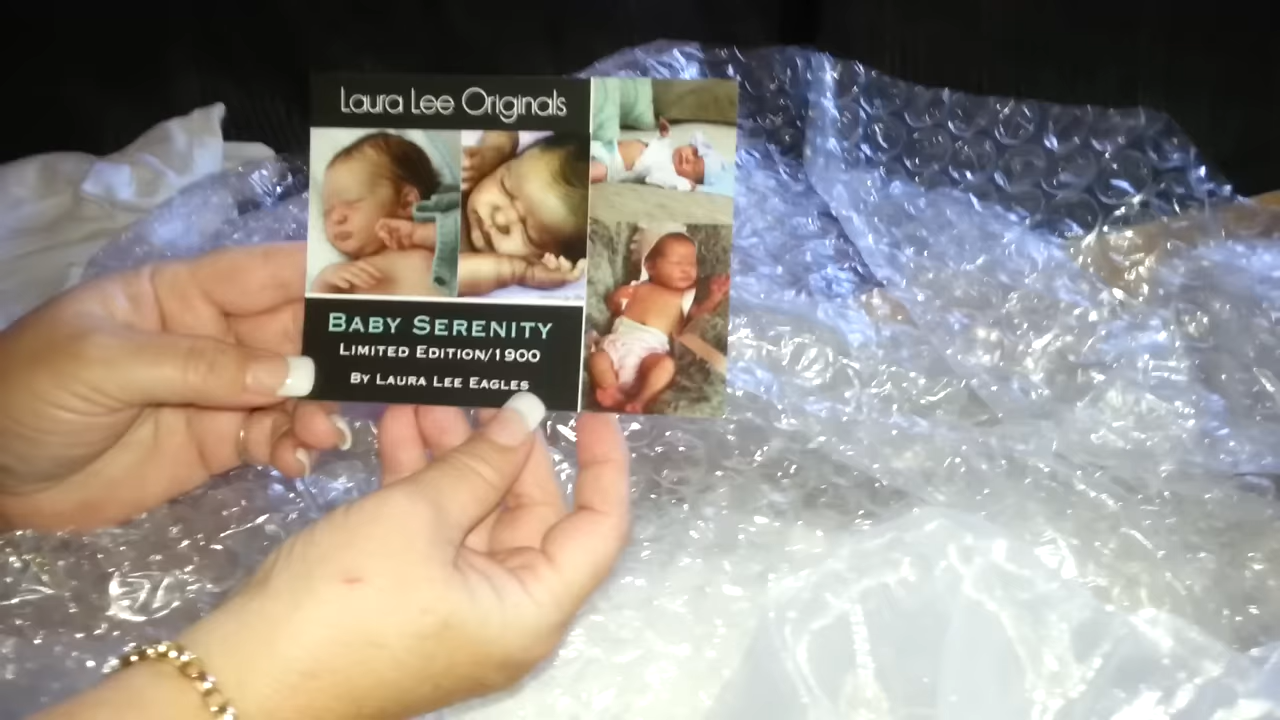 Laura Lee Originals
BABY SERENITY
LIMITED EDITION/1900
BY LAURA LEE EAGLES